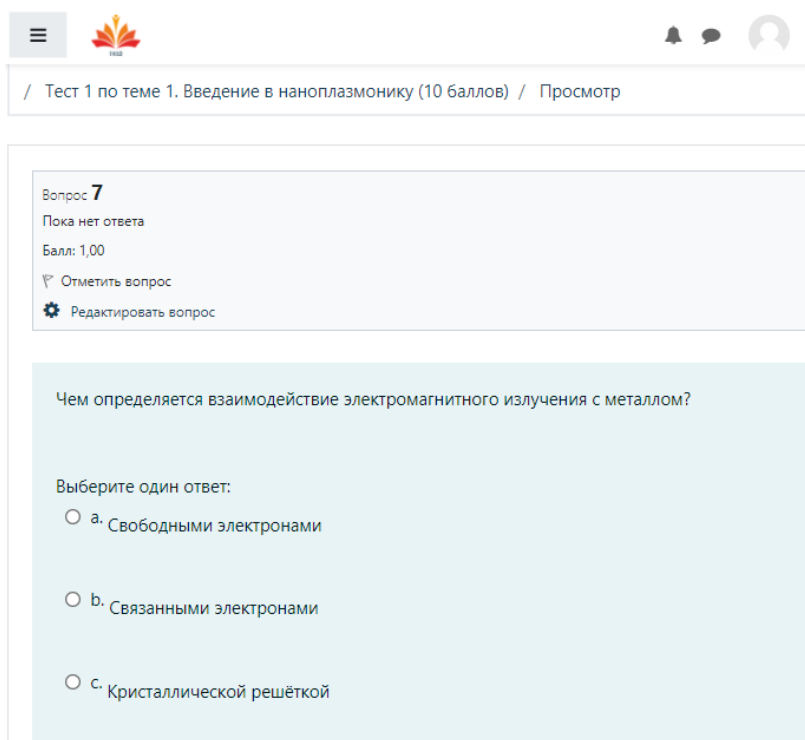 / Тест 1 по теме 1. Введение в наноплазмонику (10 баллов) / Просмотр
Вопрос 7
Пока нет ответа
Балл: 1,00
Отметить вопрос
Редактировать вопрос
Чем определяется взаимодействие электромагнитного излучения с металлом?
Выберите один ответ:
a. Свободными электронами
b. Связанными электронами
c. Кристаллической решёткой